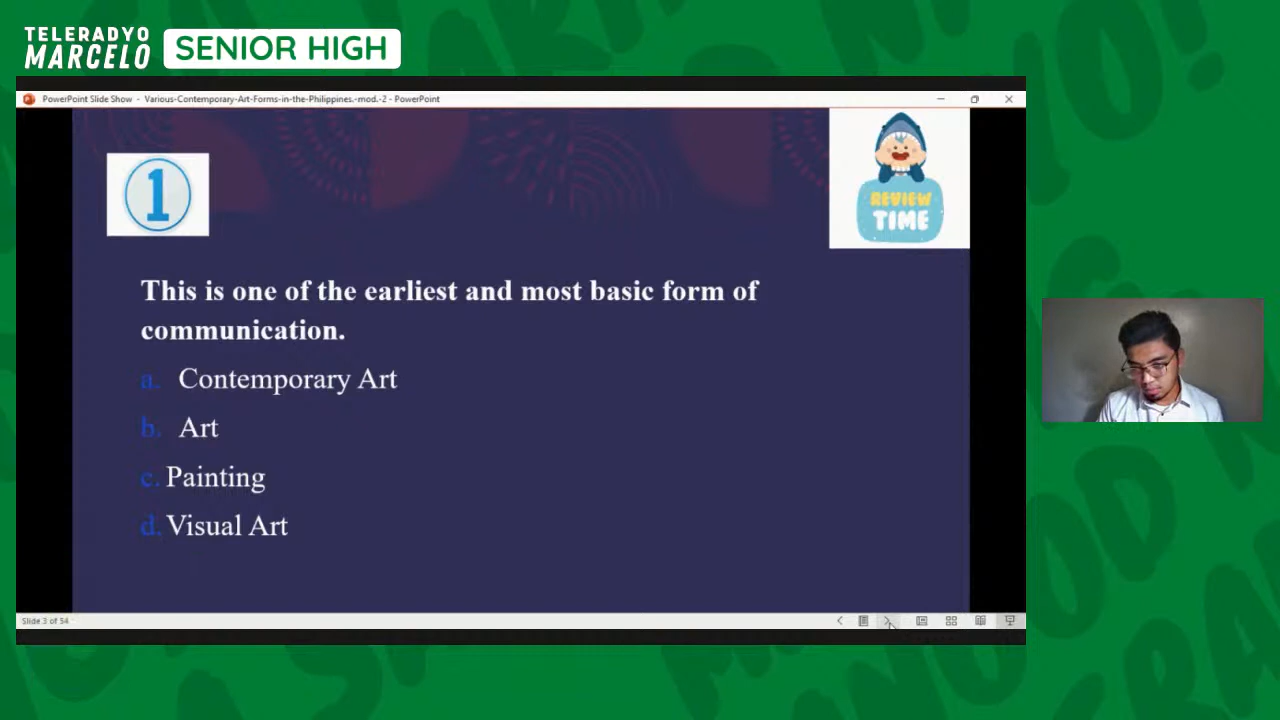 TELERADYO
MARCELO
SENIOR HIGH
PowerPoint Slide Show - Various-Contemporary-Art-Forms-in-the-Philippines.-mod.-2 - PowerPoint
1
REVIEW
TIME
This is one of the earliest and most basic form of
communication.
a. Contemporary Art
b. Art
c. Painting
d. Visual Art
Slide 3 of 54